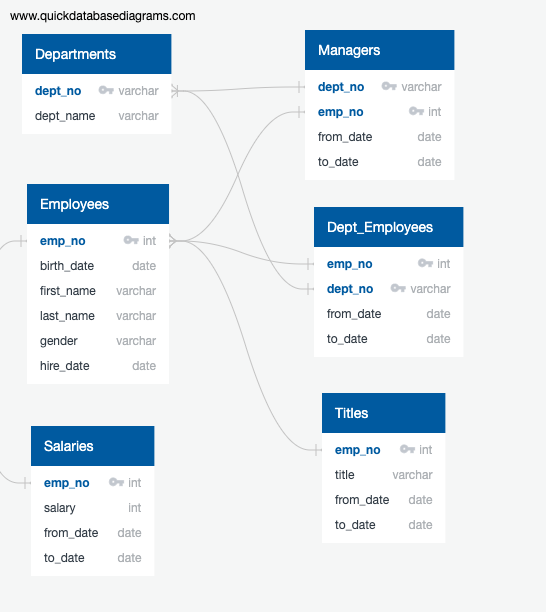 www.quickdatabasediagrams.com
Departments
dept_no varchar
dept_name varchar
Managers
dept_no varchar
emp_no int
from_date date
to_date date
Employees
emp_no int
birth_date date
first_name varchar
last_name varchar
gender varchar
hire_date date
Dept_Employees
emp_no int
dept_no varchar
from_date date
to_date date
Salaries
emp_no int
salary int
from_date date
to_date date
Titles
emp_no int
title varchar
from_date date
to_date date